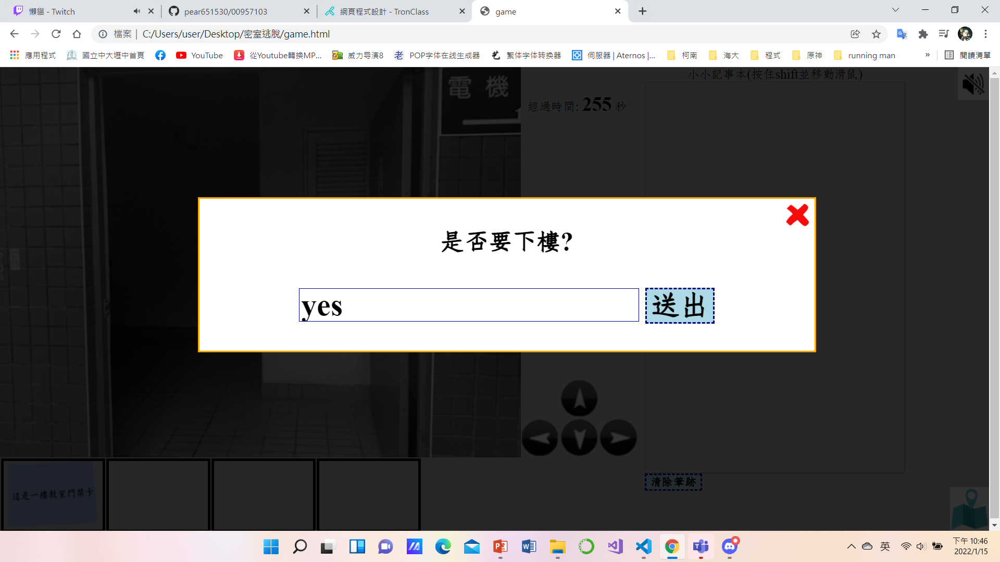 懶貓 - Twitch
pear651530/00957103
網頁程式設計 - TronClass
game
檔案
C:/Users/user/Desktop/密室逃脫/game.html
應用程式
國立中大壢中首頁
YouTube
從Youtube轉換MP...
威力导演8
POP字体在线生成器
繁体字体转换器
伺服器 | Aternos |...
柯南
海大
程式
原神
running man
»
閱讀清單
電 機
經過時間: 255 秒
小小記事本(按住shift並移動滑鼠)
是否要下樓?
yes
送出
清除筆跡
這是一樓教室門禁卡
英
下午 10:46
2022/1/15